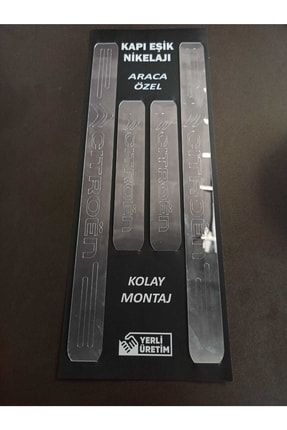 KAPI EŞİK
NİKELAJI
ARACA
ÖZEL
CITROËN
CITROËN
CITROËN
CITROËN
KOLAY
MONTAJ
YERLİ
ÜRETİM